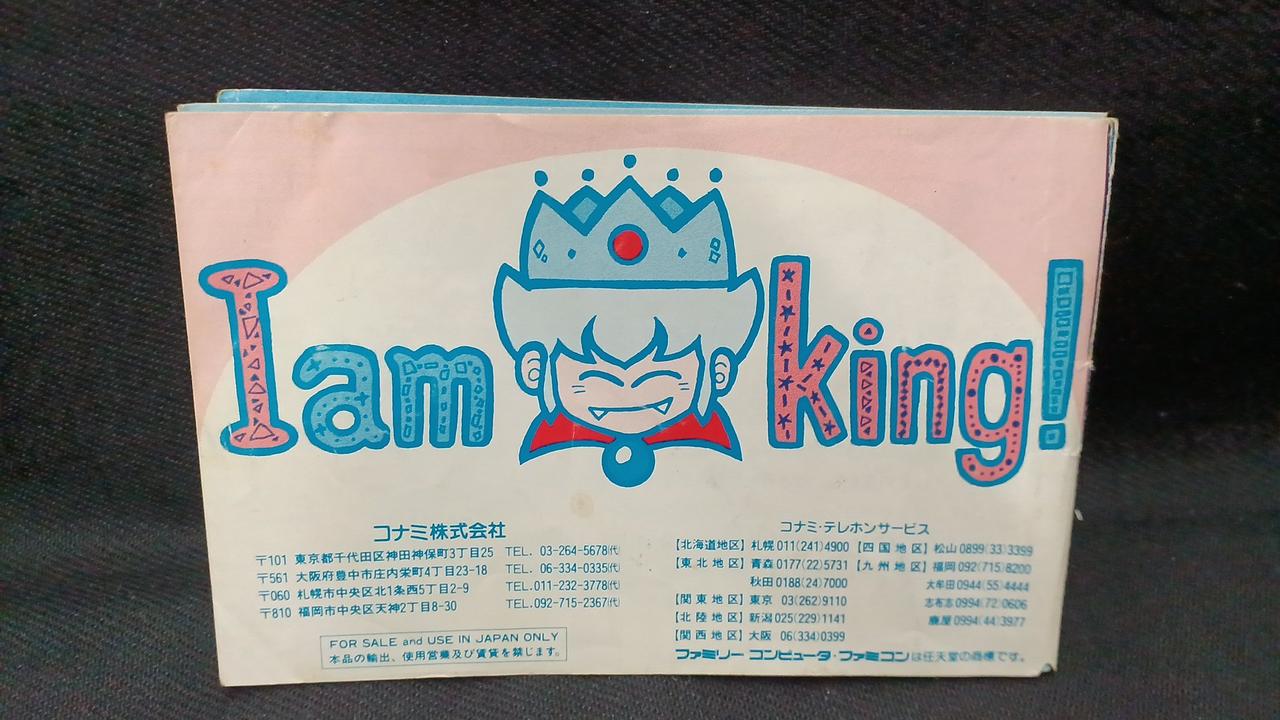 I am king!
コナミ株式会社
〒101 東京都千代田区神田神保町3丁目25 TEL. 03-264-5678㈹
〒561 大阪府豊中市庄内栄町4丁目23-18 TEL. 06-334-0335㈹
〒060 札幌市中央区北1条西5丁目2-9 TEL.011-232-3778㈹
〒810 福岡市中央区天神2丁目8-30 TEL.092-715-2367㈹
FOR SALE and USE IN JAPAN ONLY
本品の輸出、使用営業及び賃貸を禁じます。
コナミ・テレホンサービス
【北海道地区】札幌 011(241)4900 【四国地区】松山 0899(33)3399
【東北地区】青森 0177(22)5731 【九州地区】福岡 092(715)8200
秋田 0188(24)7000 大牟田 0944(55)4444
【関東地区】東京 03(262)9110 志布志 0994(72)0606
【北陸地区】新潟 025(229)1141 鹿屋 0994(44)3977
【関西地区】大阪 06(334)0399
ファミリー コンピュータ・ファミコンは任天堂の商標です。